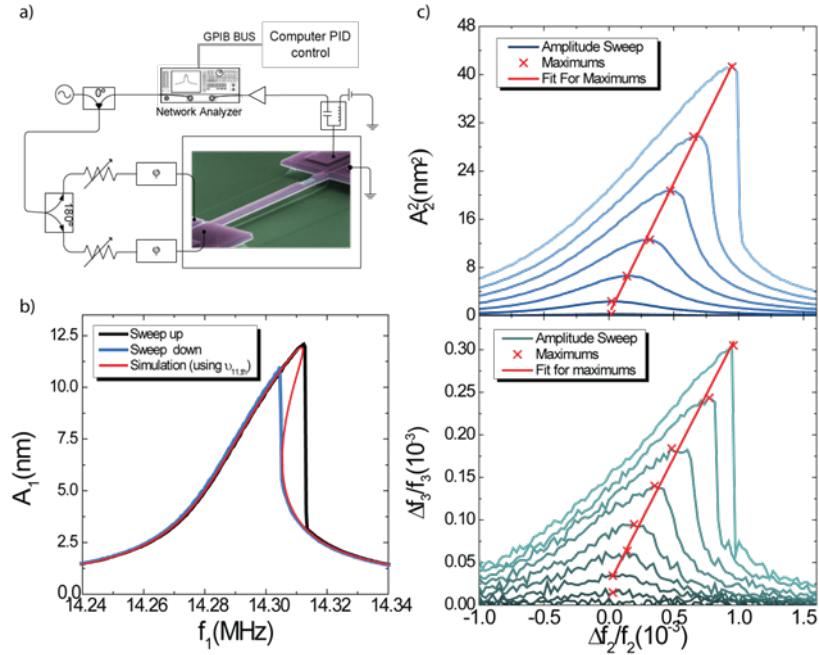 a)
GPIB BUS
Computer PID
control
0°
Network Analyzer
180°
φ
φ
b)
Sweep up
Sweep down
Simulation (using υ11,th)
A₁(nm)
12.5
10.0
7.5
5.0
2.5
0.0
14.24 14.26 14.28 14.30 14.32 14.34
f₁(MHz)
c)
Amplitude Sweep
Maximums
Fit For Maximums
A₂²(nm²)
48
40
32
24
16
8
0
Amplitude Sweep
Maximums
Fit for maximums
Δf₃/f₃(10⁻³)
0.30
0.25
0.20
0.15
0.10
0.05
0.00
-1.0 -0.5 0.0 0.5 1.0 1.5
Δf₂/f₂(10⁻³)